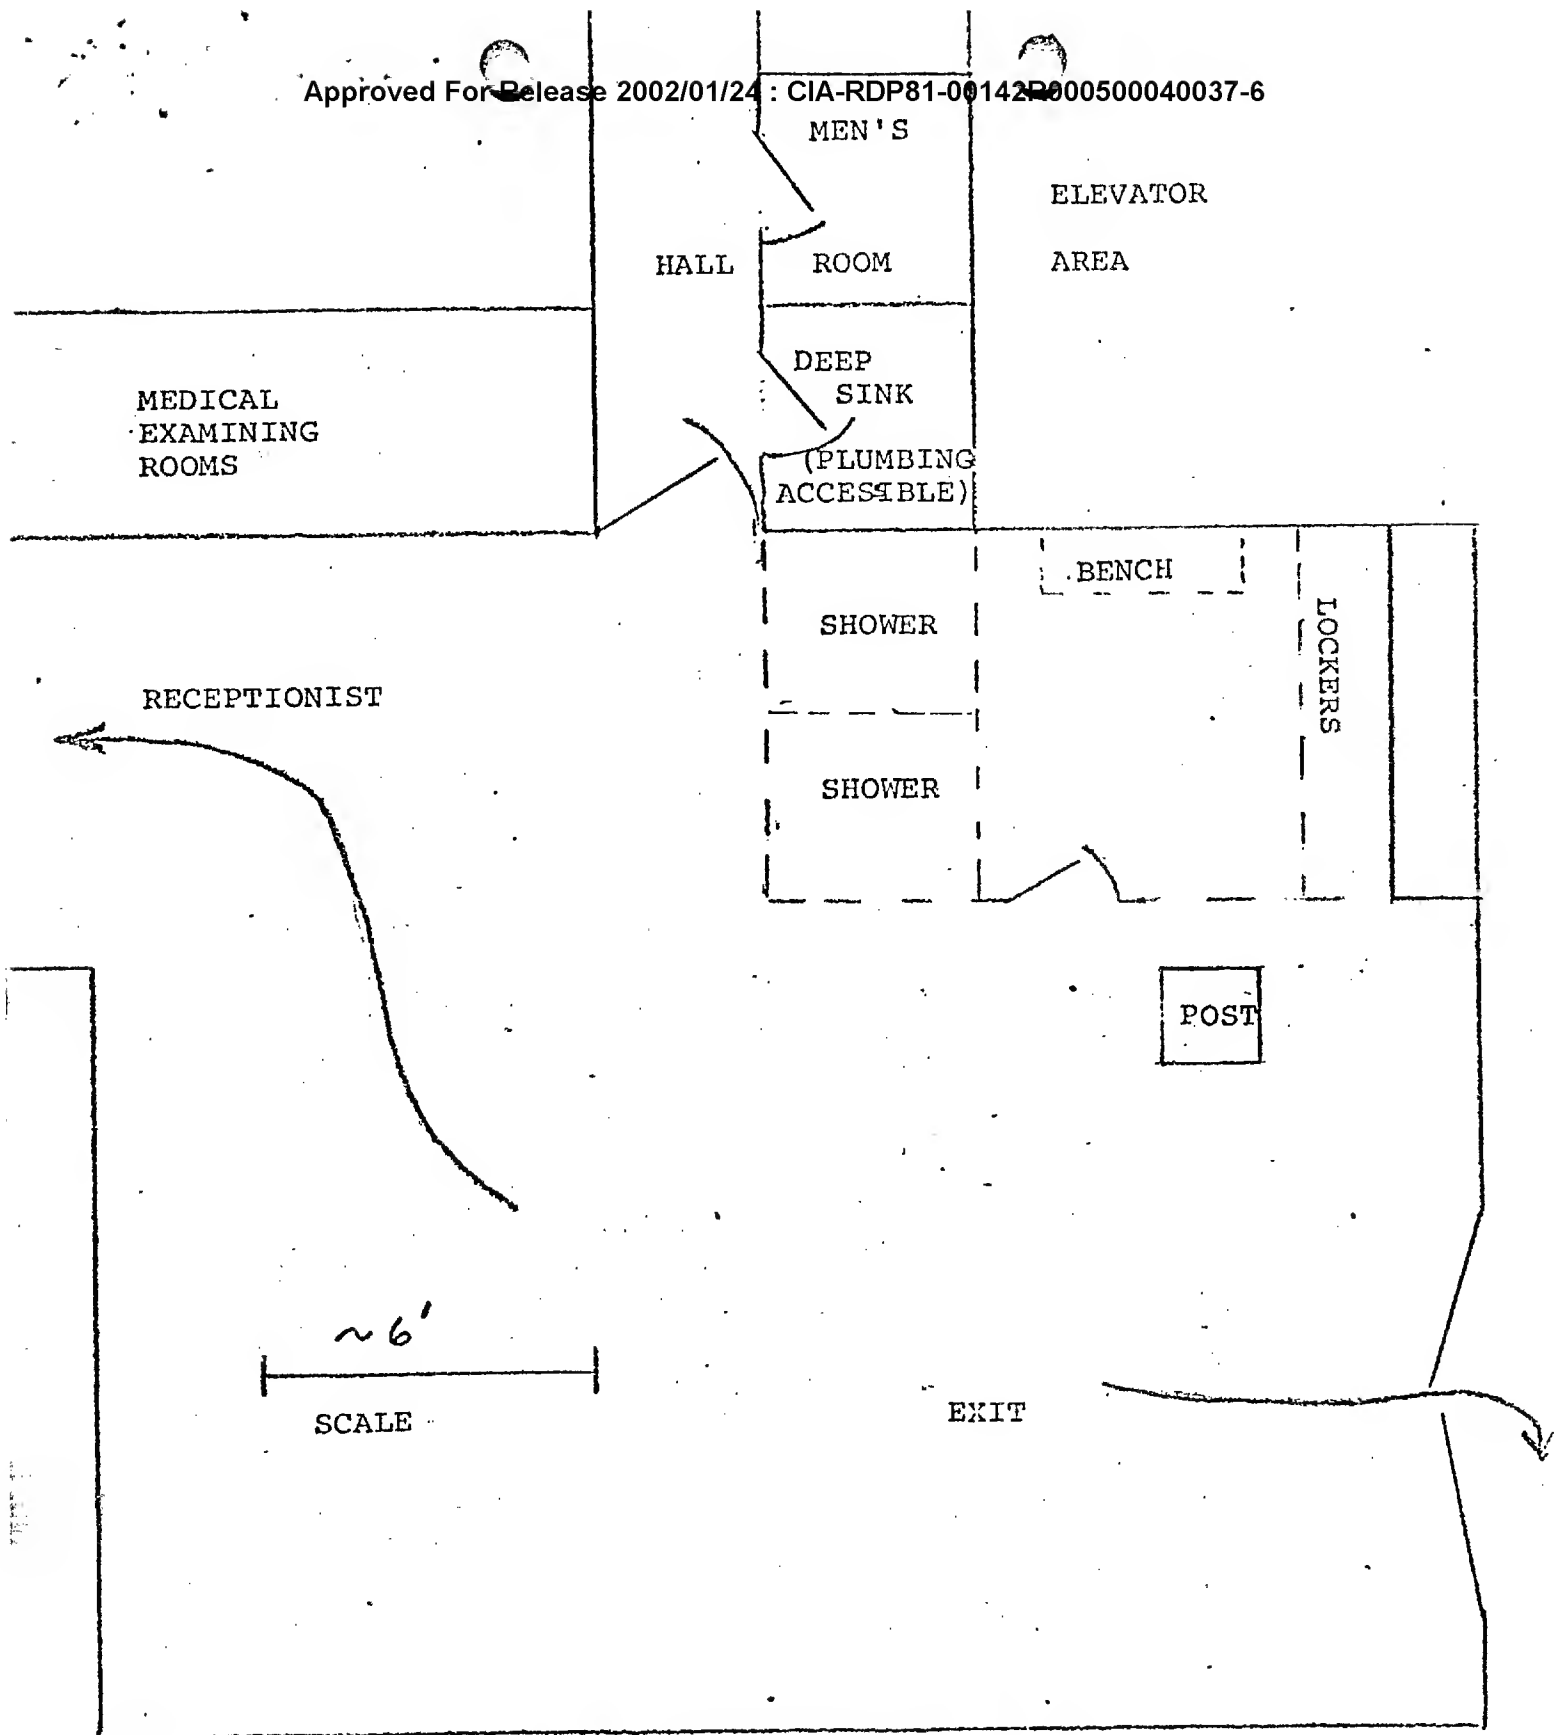 Approved For Release 2002/01/24 : CIA-RDP81-00142R000500040037-6
MEN'S
ROOM
ELEVATOR
AREA
HALL
DEEP
SINK
(PLUMBING
ACCESIBLE)
MEDICAL
EXAMINING
ROOMS
BENCH
SHOWER
LOCKERS
RECEPTIONIST
SHOWER
POST
~6'
SCALE
EXIT